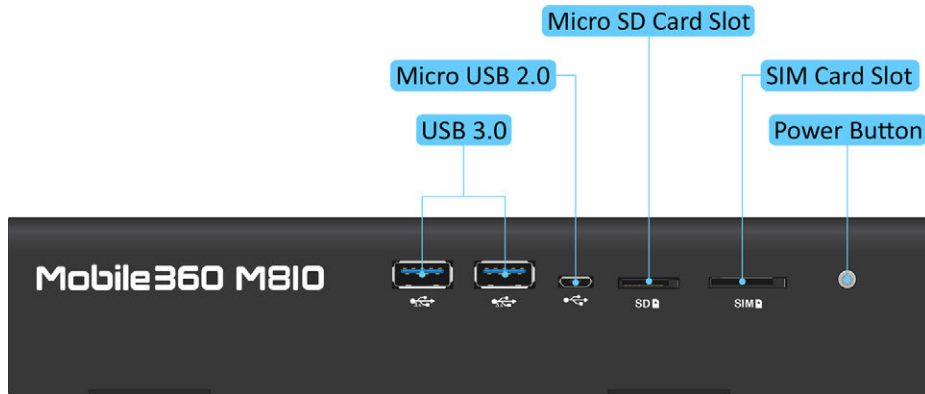 Micro SD Card Slot
Micro USB 2.0
SIM Card Slot
USB 3.0
Power Button
Mobile360 M810
SD
SIM